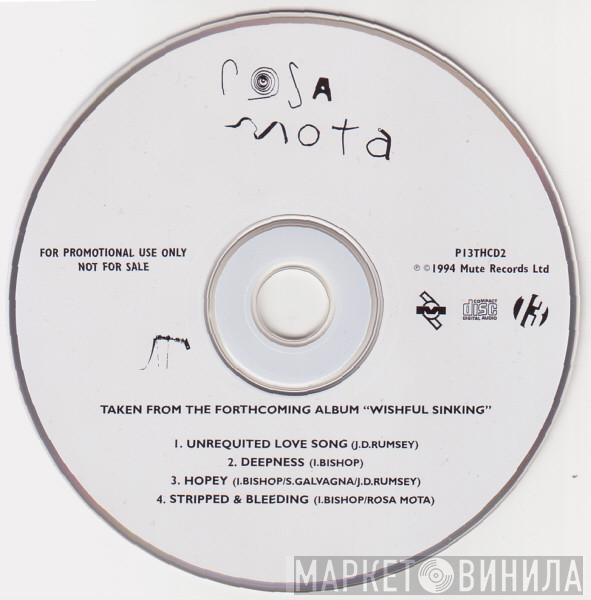 rosa
mota
FOR PROMOTIONAL USE ONLY
NOT FOR SALE
P13THCD2
℗ © 1994 Mute Records Ltd
COMPACT
disc
DIGITAL AUDIO
TAKEN FROM THE FORTHCOMING ALBUM “WISHFUL SINKING”
1. UNREQUITED LOVE SONG (J.D.RUMSEY)
2. DEEPNESS (I.BISHOP)
3. HOPEY (I.BISHOP/S.GALVAGNA/J.D.RUMSEY)
4. STRIPPED & BLEEDING (I.BISHOP/ROSA MOTA)
МАРКЕТ ВИНИЛА